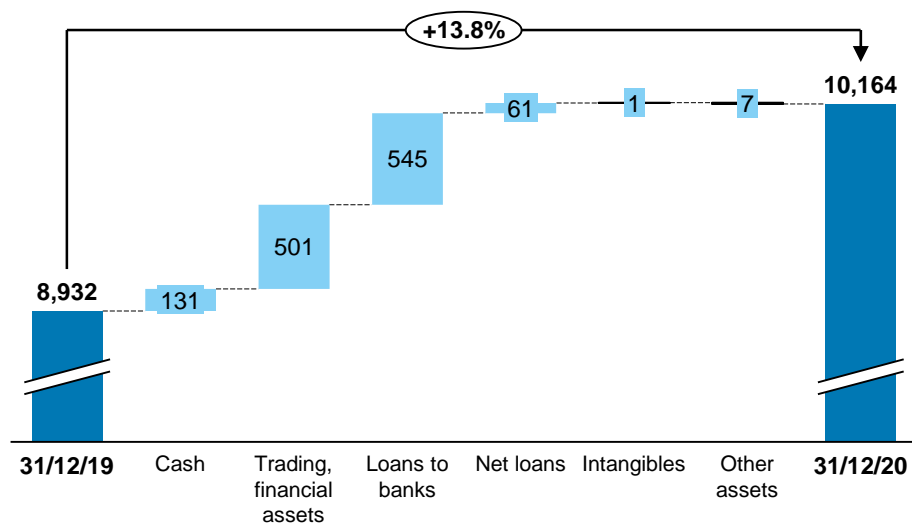 +13.8%
10,164
61
1
7
545
501
8,932
131
31/12/19
Cash
Trading,
financial
assets
Loans to
banks
Net loans
Intangibles
Other
assets
31/12/20